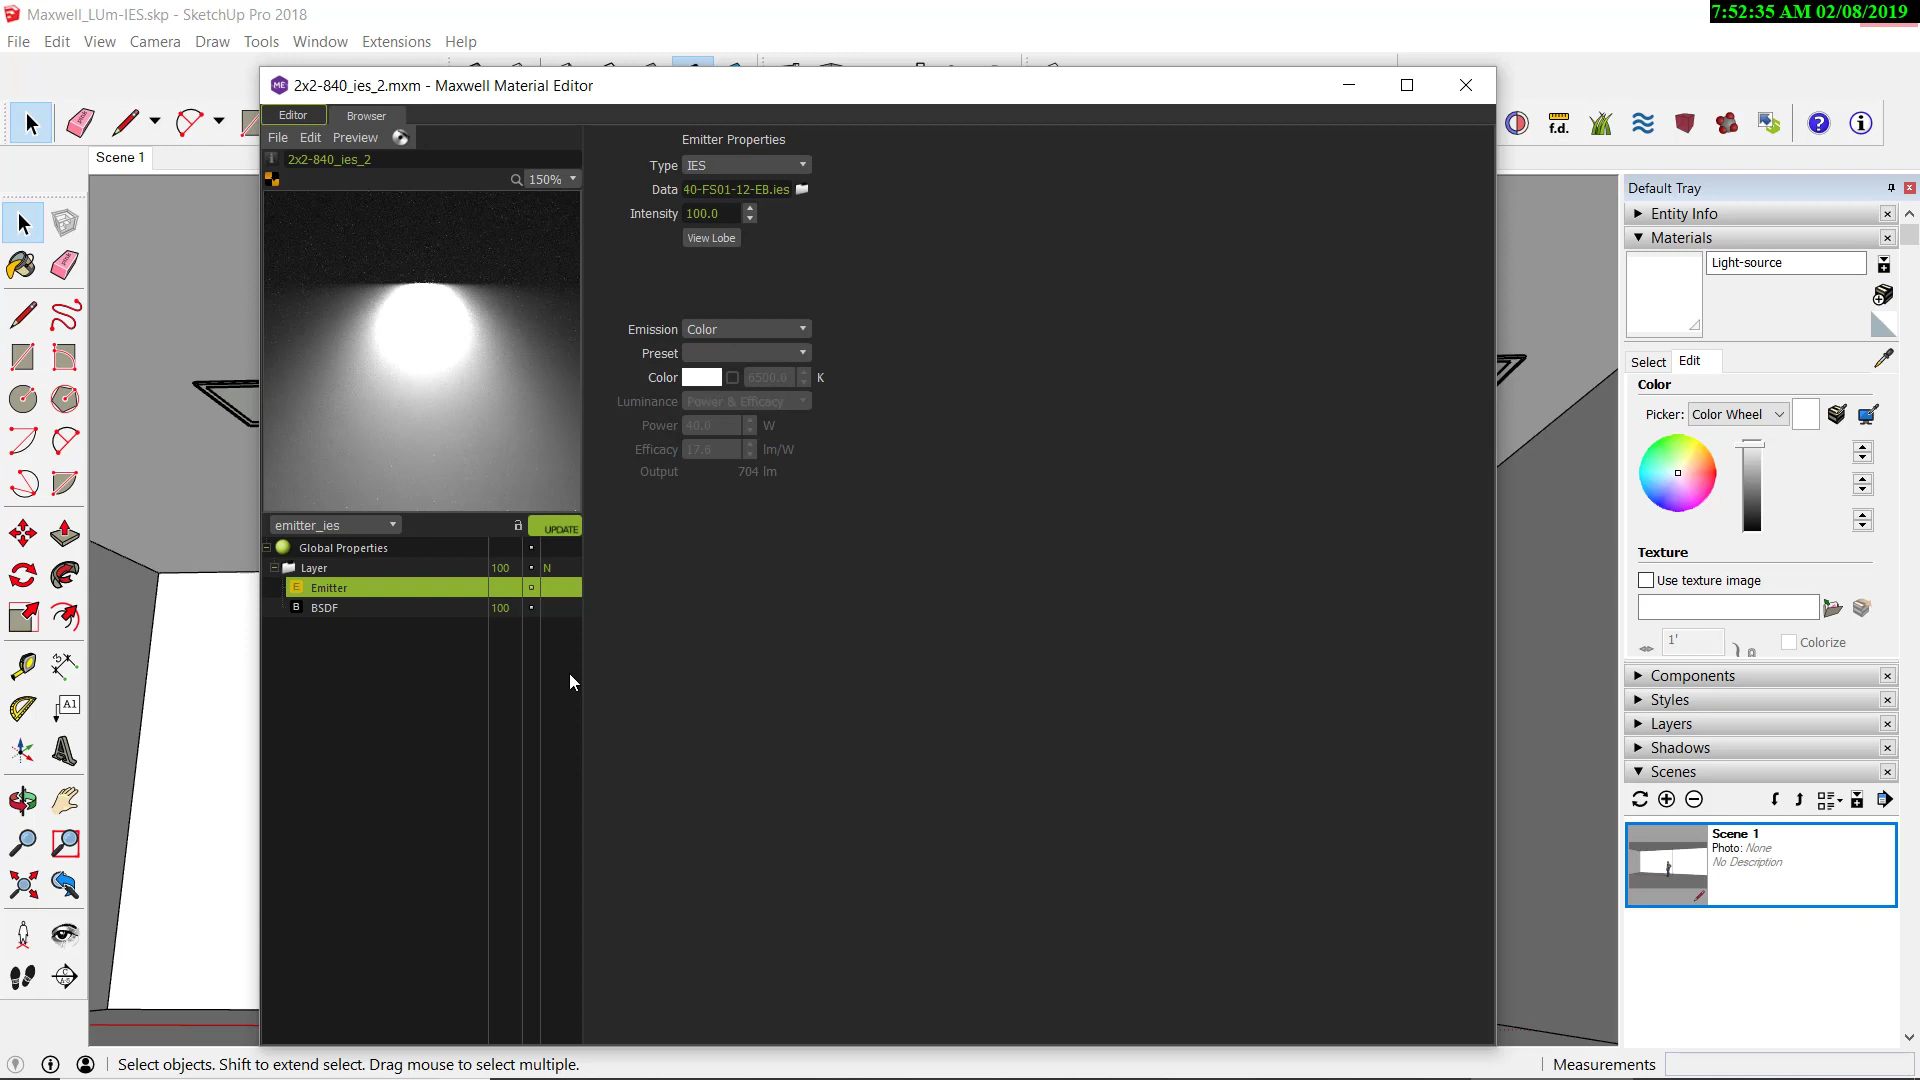 Maxwell_LUm-IES.skp - SketchUp Pro 2018
7:52:35 AM 02/08/2019
File Edit View Camera Draw Tools Window Extensions Help
2x2-840_ies_2.mxm - Maxwell Material Editor
Editor Browser
File Edit Preview
2x2-840_ies_2
150%
Emitter Properties
Type IES
Data 40-FS01-12-EB.ies
Intensity 100.0
View Lobe
Emission Color
Preset
Color 6500.0 K
Luminance Power & Efficacy
Power 40.0 W
Efficacy 17.6 lm/W
Output 704 lm
emitter_ies UPDATE
Global Properties
Layer 100 N
E Emitter
B BSDF 100
Scene 1
f.d.
A1
Default Tray
Entity Info
Materials
Light-source
Select Edit
Color
Picker: Color Wheel
Texture
Use texture image
1'
Colorize
Components
Styles
Layers
Shadows
Scenes
Scene 1
Photo: None
No Description
Select objects. Shift to extend select. Drag mouse to select multiple.
Measurements